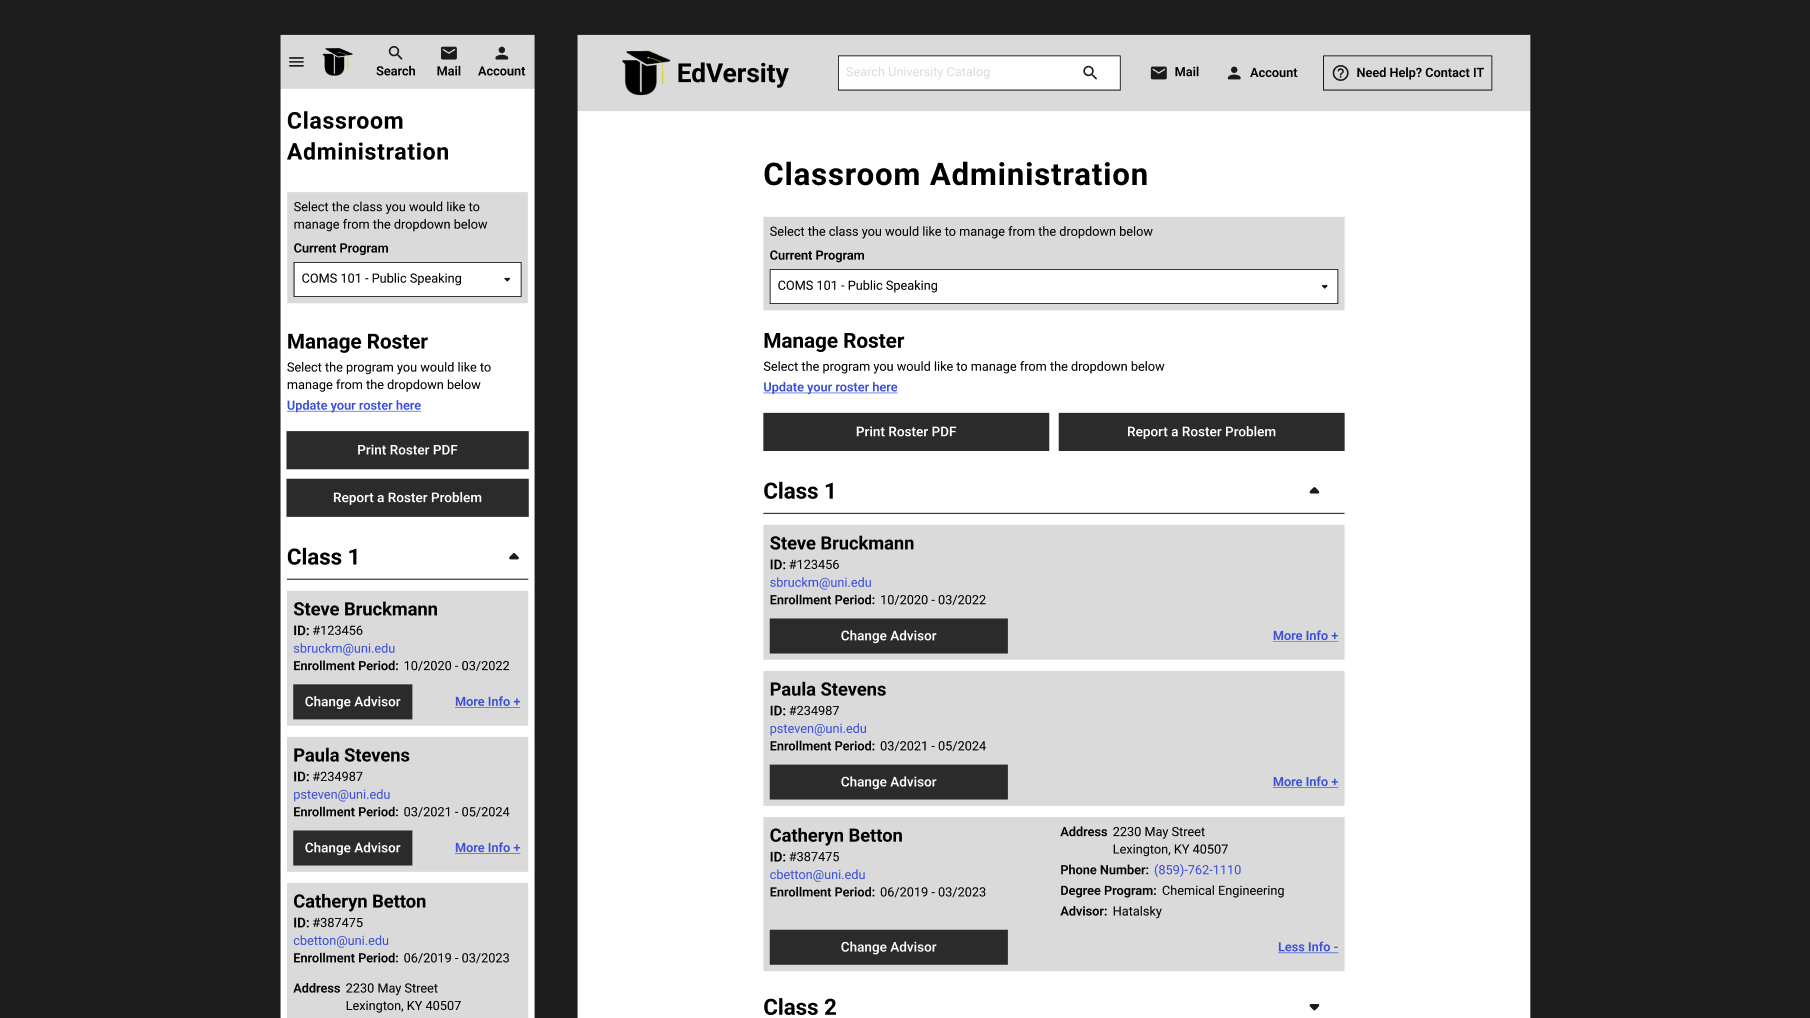 Search
Mail
Account
Classroom
Administration
Select the class you would like to
manage from the dropdown below
Current Program
COMS 101 - Public Speaking
Manage Roster
Select the program you would like to
manage from the dropdown below
Update your roster here
Print Roster PDF
Report a Roster Problem
Class 1
Steve Bruckmann
ID: #123456
sbruckm@uni.edu
Enrollment Period: 10/2020 - 03/2022
Change Advisor
More Info +
Paula Stevens
ID: #234987
psteven@uni.edu
Enrollment Period: 03/2021 - 05/2024
Change Advisor
More Info +
Catheryn Betton
ID: #387475
cbetton@uni.edu
Enrollment Period: 06/2019 - 03/2023
Address 2230 May Street
Lexington, KY 40507
EdVersity
Search University Catalog
Mail
Account
Need Help? Contact IT
Classroom Administration
Select the class you would like to manage from the dropdown below
Current Program
COMS 101 - Public Speaking
Manage Roster
Select the program you would like to manage from the dropdown below
Update your roster here
Print Roster PDF
Report a Roster Problem
Class 1
Steve Bruckmann
ID: #123456
sbruckm@uni.edu
Enrollment Period: 10/2020 - 03/2022
Change Advisor
More Info +
Paula Stevens
ID: #234987
psteven@uni.edu
Enrollment Period: 03/2021 - 05/2024
Change Advisor
More Info +
Catheryn Betton
ID: #387475
cbetton@uni.edu
Enrollment Period: 06/2019 - 03/2023
Address 2230 May Street
Lexington, KY 40507
Phone Number: (859)-762-1110
Degree Program: Chemical Engineering
Advisor: Hatalsky
Change Advisor
Less Info -
Class 2